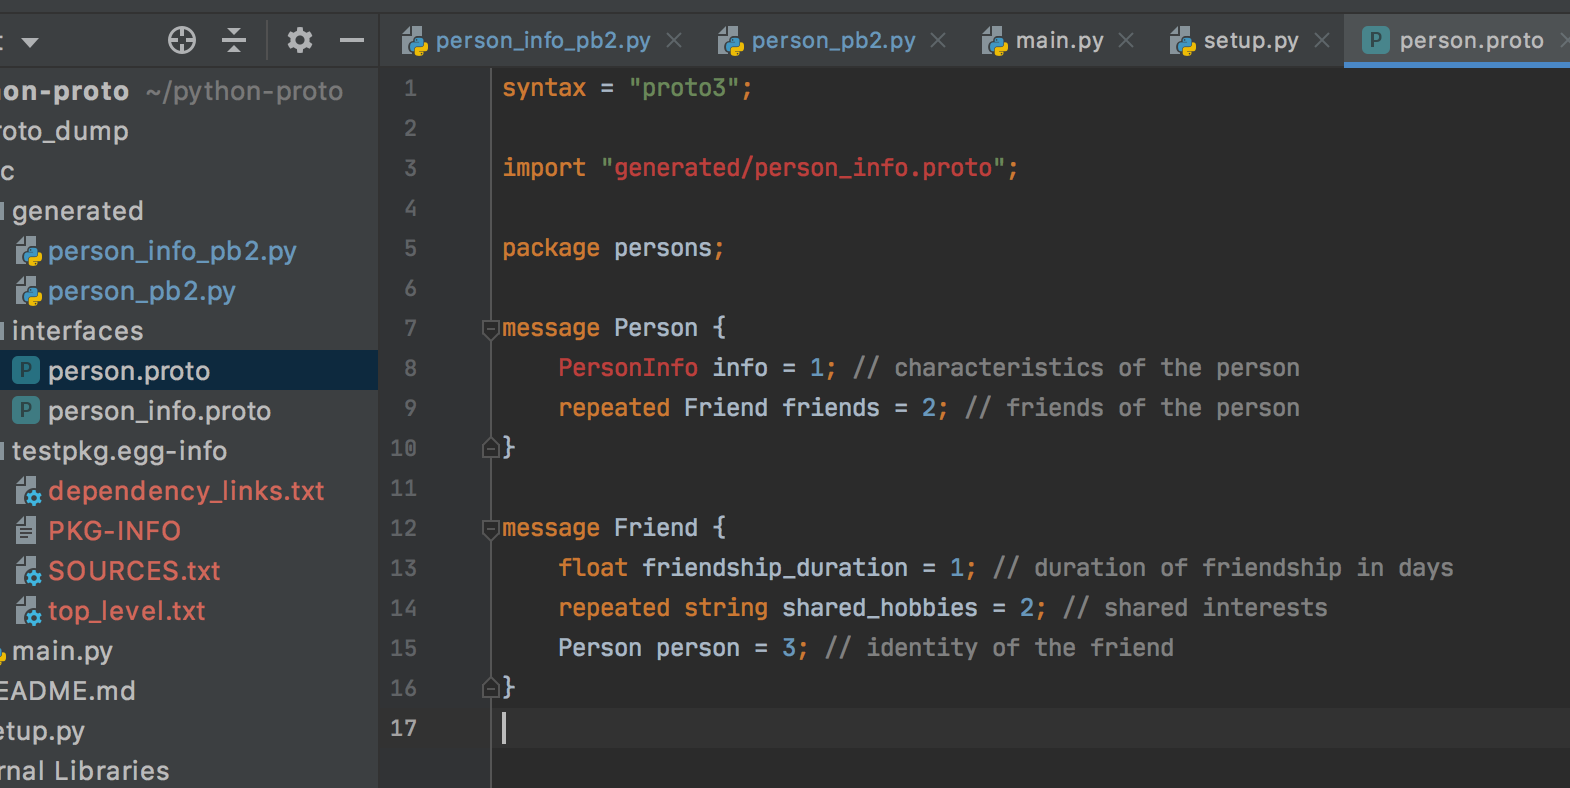 person_info_pb2.py
person_pb2.py
main.py
setup.py
P person.proto
on-proto ~/python-proto
roto_dump
c
generated
person_info_pb2.py
person_pb2.py
interfaces
P person.proto
P person_info.proto
testpkg.egg-info
dependency_links.txt
PKG-INFO
SOURCES.txt
top_level.txt
main.py
EADME.md
etup.py
rnal Libraries
1 syntax = "proto3";
2
3 import "generated/person_info.proto";
4
5 package persons;
6
7 message Person {
8 PersonInfo info = 1; // characteristics of the person
9 repeated Friend friends = 2; // friends of the person
10 }
11
12 message Friend {
13 float friendship_duration = 1; // duration of friendship in days
14 repeated string shared_hobbies = 2; // shared interests
15 Person person = 3; // identity of the friend
16 }
17